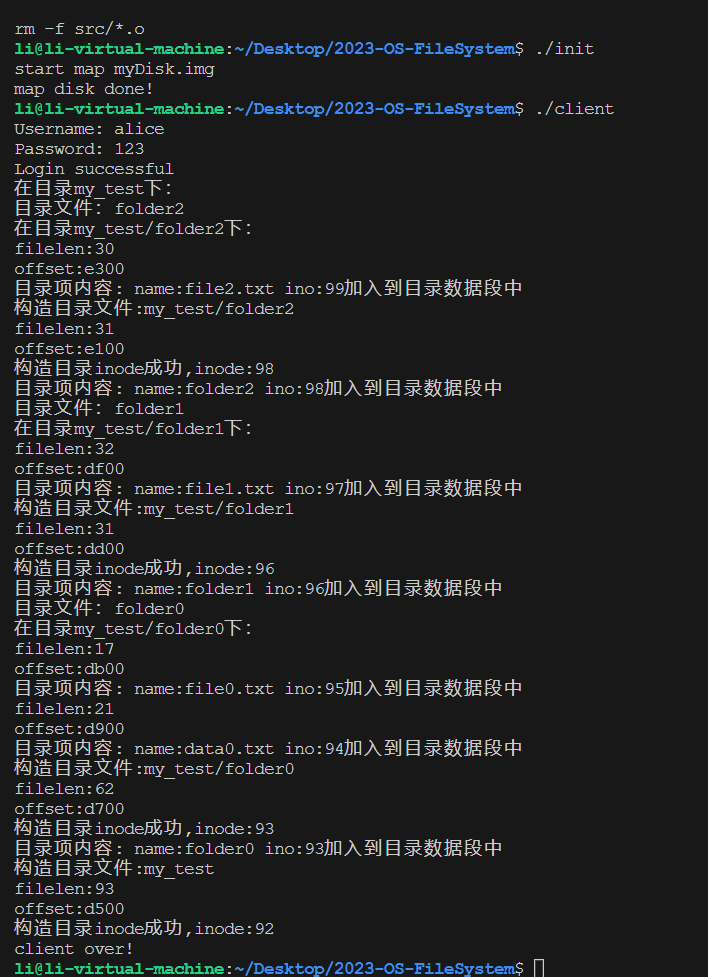 rm -f src/*.o
li@li-virtual-machine:~/Desktop/2023-OS-FileSystem$ ./init
start map myDisk.img
map disk done!
li@li-virtual-machine:~/Desktop/2023-OS-FileSystem$ ./client
Username: alice
Password: 123
Login successful
在目录my_test下:
目录文件: folder2
在目录my_test/folder2下:
filelen:30
offset:e300
目录项内容: name:file2.txt ino:99加入到目录数据段中
构造目录文件:my_test/folder2
filelen:31
offset:e100
构造目录inode成功,inode:98
目录项内容: name:folder2 ino:98加入到目录数据段中
目录文件: folder1
在目录my_test/folder1下:
filelen:32
offset:df00
目录项内容: name:file1.txt ino:97加入到目录数据段中
构造目录文件:my_test/folder1
filelen:31
offset:dd00
构造目录inode成功,inode:96
目录项内容: name:folder1 ino:96加入到目录数据段中
目录文件: folder0
在目录my_test/folder0下:
filelen:17
offset:db00
目录项内容: name:file0.txt ino:95加入到目录数据段中
filelen:21
offset:d900
目录项内容: name:data0.txt ino:94加入到目录数据段中
构造目录文件:my_test/folder0
filelen:62
offset:d700
构造目录inode成功,inode:93
目录项内容: name:folder0 ino:93加入到目录数据段中
构造目录文件:my_test
filelen:93
offset:d500
构造目录inode成功,inode:92
client over!
li@li-virtual-machine:~/Desktop/2023-OS-FileSystem$